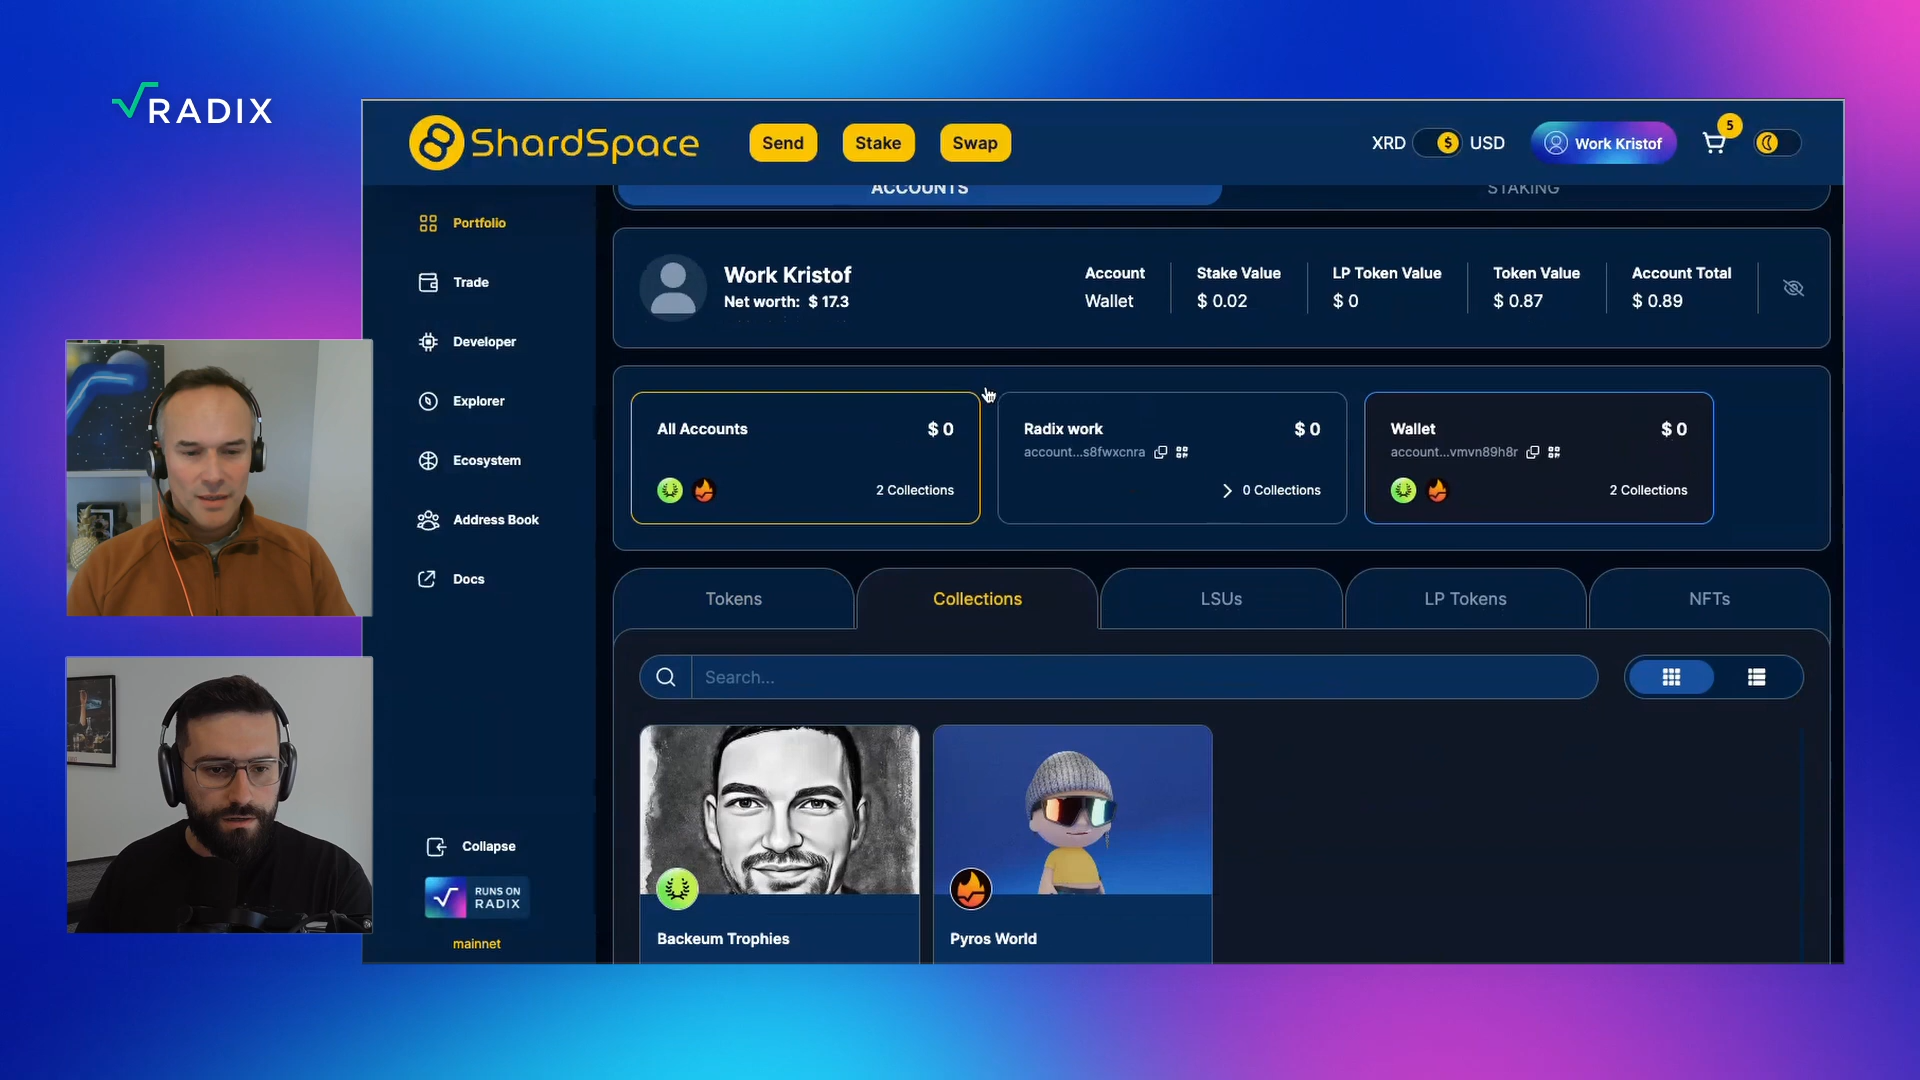 RADIX
ShardSpace
Send
Stake
Swap
XRD
$
USD
Work Kristof
5
ACCOUNTS
STAKING
Portfolio
Trade
Developer
Explorer
Ecosystem
Address Book
Docs
Collapse
RUNS ON
RADIX
mainnet
Work Kristof
Net worth: $ 17.3
Account
Wallet
Stake Value
$ 0.02
LP Token Value
$ 0
Token Value
$ 0.87
Account Total
$ 0.89
All Accounts $ 0
2 Collections
Radix work $ 0
account...s8fwxcnra
0 Collections
Wallet $ 0
account...vmvn89h8r
2 Collections
Tokens
Collections
LSUs
LP Tokens
NFTs
Search...
Backeum Trophies
Pyros World